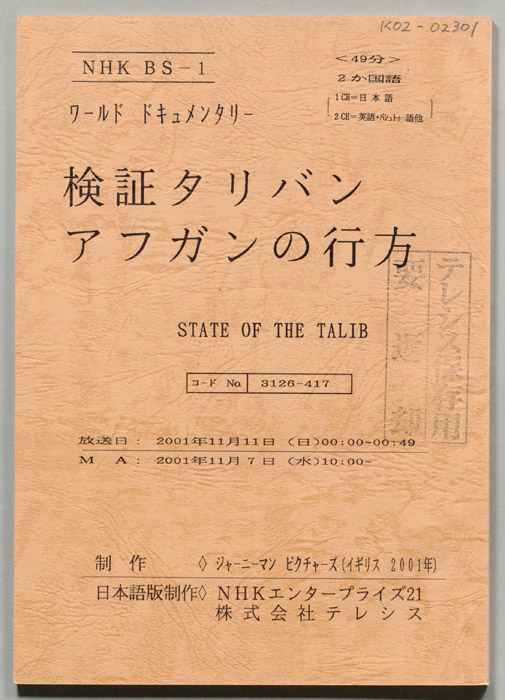 K02-02301
NHK BS-1
<49分>
2か国語
1CH=日本語
2CH=英語・パシュトゥー語他
ワールド ドキュメンタリー
検証タリバン
アフガンの行方
STATE OF THE TALIB
コード No. 3126-417
テレシス保存用
要返却
放送日: 2001年11月11日 (日)00:00~00:49
MA: 2001年11月7日 (水)10:00~
制作 ◇ ジャーニーマン ピクチャーズ(イギリス 2001年)
日本語版制作◇ NHKエンタープライズ21
株式会社テレシス